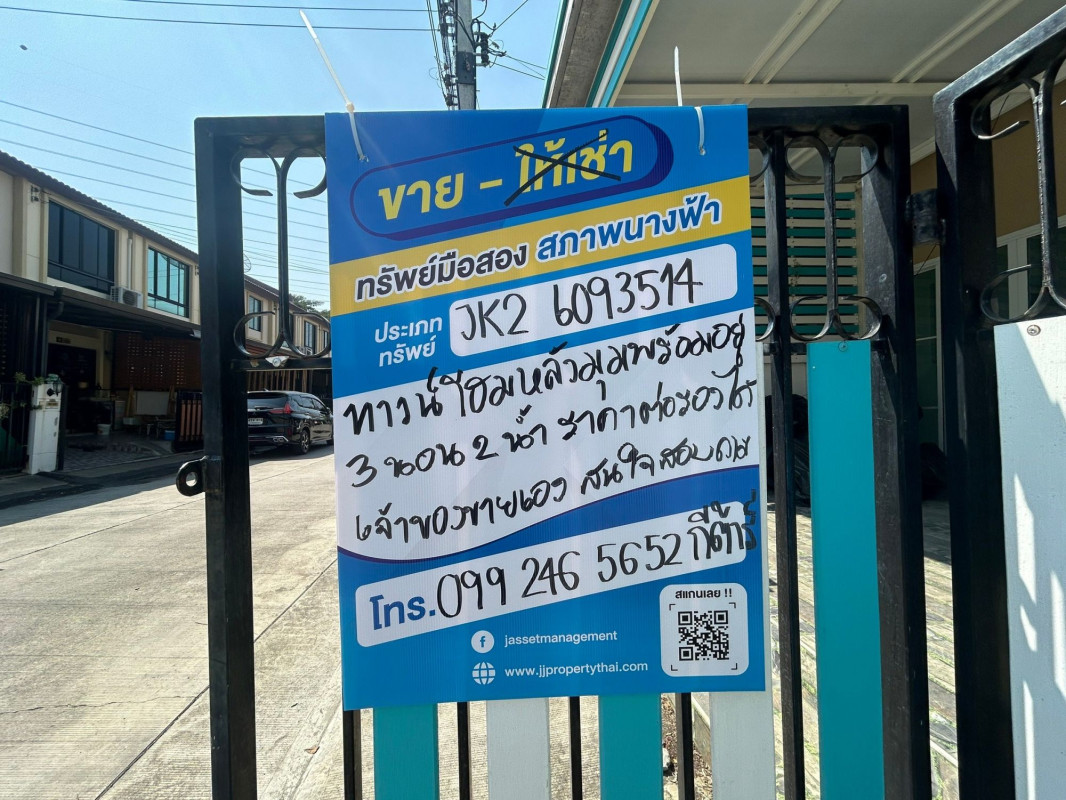 ขาย - ให้เช่า
ทรัพย์มือสอง สภาพนางฟ้า
ประเภท
ทรัพย์
JK2 6093514
ทาวน์โฮมหลังมุมพร้อมอยู่
3 นอน 2 น้ำ ราคาต่อรองได้
เจ้าของขายเอง สนใจสอบถาม
โทร. 099 246 5652 กีต้าร์
สแกนเลย !!
jassetmanagement
www.jjpropertythai.com